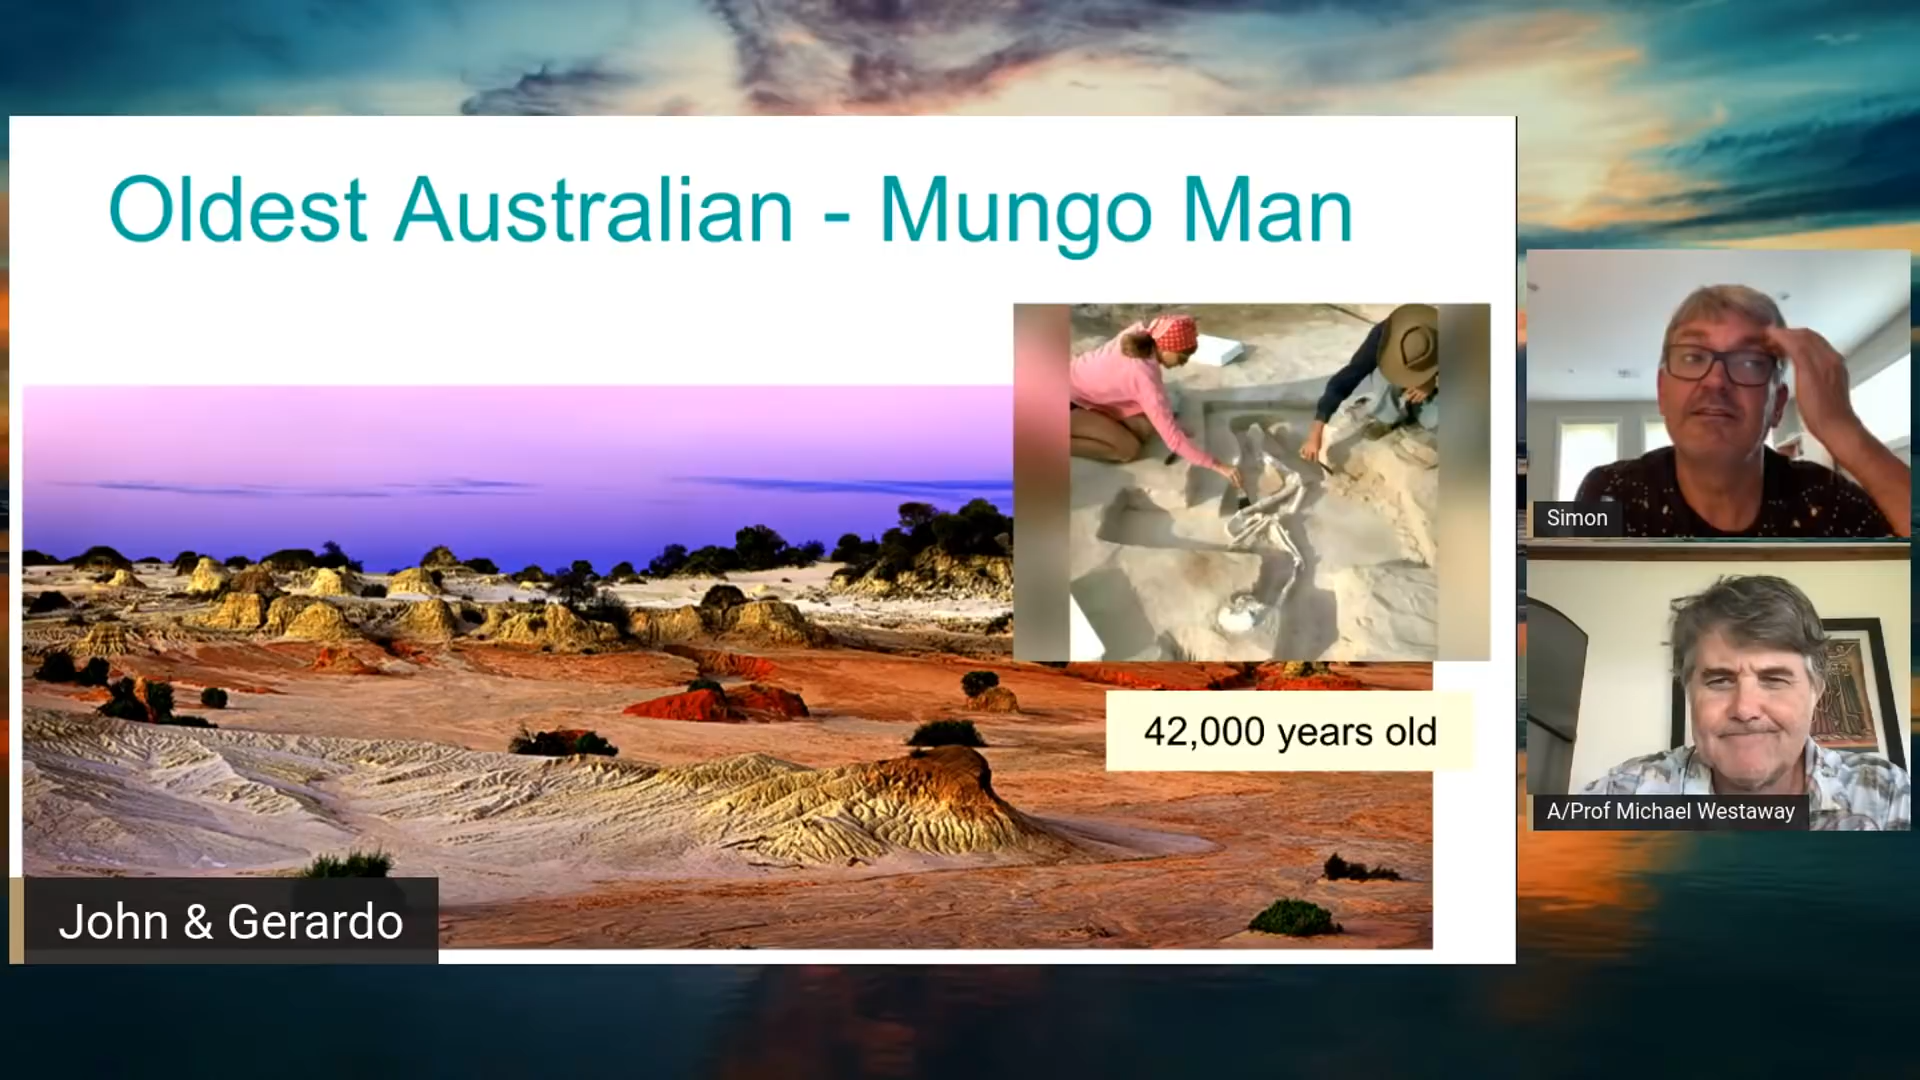 Oldest Australian - Mungo Man
42,000 years old
John & Gerardo
Simon
A/Prof Michael Westaway